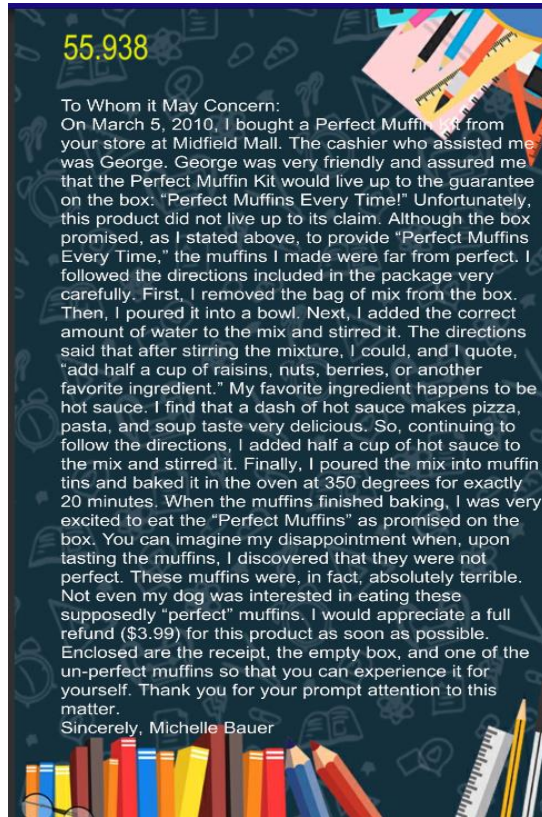 55.938
To Whom it May Concern:
On March 5, 2010, I bought a Perfect Muffin Kit from
your store at Midfield Mall. The cashier who assisted me
was George. George was very friendly and assured me
that the Perfect Muffin Kit would live up to the guarantee
on the box: “Perfect Muffins Every Time!” Unfortunately,
this product did not live up to its claim. Although the box
promised, as I stated above, to provide “Perfect Muffins
Every Time,” the muffins I made were far from perfect. I
followed the directions included in the package very
carefully. First, I removed the bag of mix from the box.
Then, I poured it into a bowl. Next, I added the correct
amount of water to the mix and stirred it. The directions
said that after stirring the mixture, I could, and I quote,
“add half a cup of raisins, nuts, berries, or another
favorite ingredient.” My favorite ingredient happens to be
hot sauce. I find that a dash of hot sauce makes pizza,
pasta, and soup taste very delicious. So, continuing to
follow the directions, I added half a cup of hot sauce to
the mix and stirred it. Finally, I poured the mix into muffin
tins and baked it in the oven at 350 degrees for exactly
20 minutes. When the muffins finished baking, I was very
excited to eat the “Perfect Muffins” as promised on the
box. You can imagine my disappointment when, upon
tasting the muffins, I discovered that they were not
perfect. These muffins were, in fact, absolutely terrible.
Not even my dog was interested in eating these
supposedly “perfect” muffins. I would appreciate a full
refund ($3.99) for this product as soon as possible.
Enclosed are the receipt, the empty box, and one of the
un-perfect muffins so that you can experience it for
yourself. Thank you for your prompt attention to this
matter.
Sincerely, Michelle Bauer